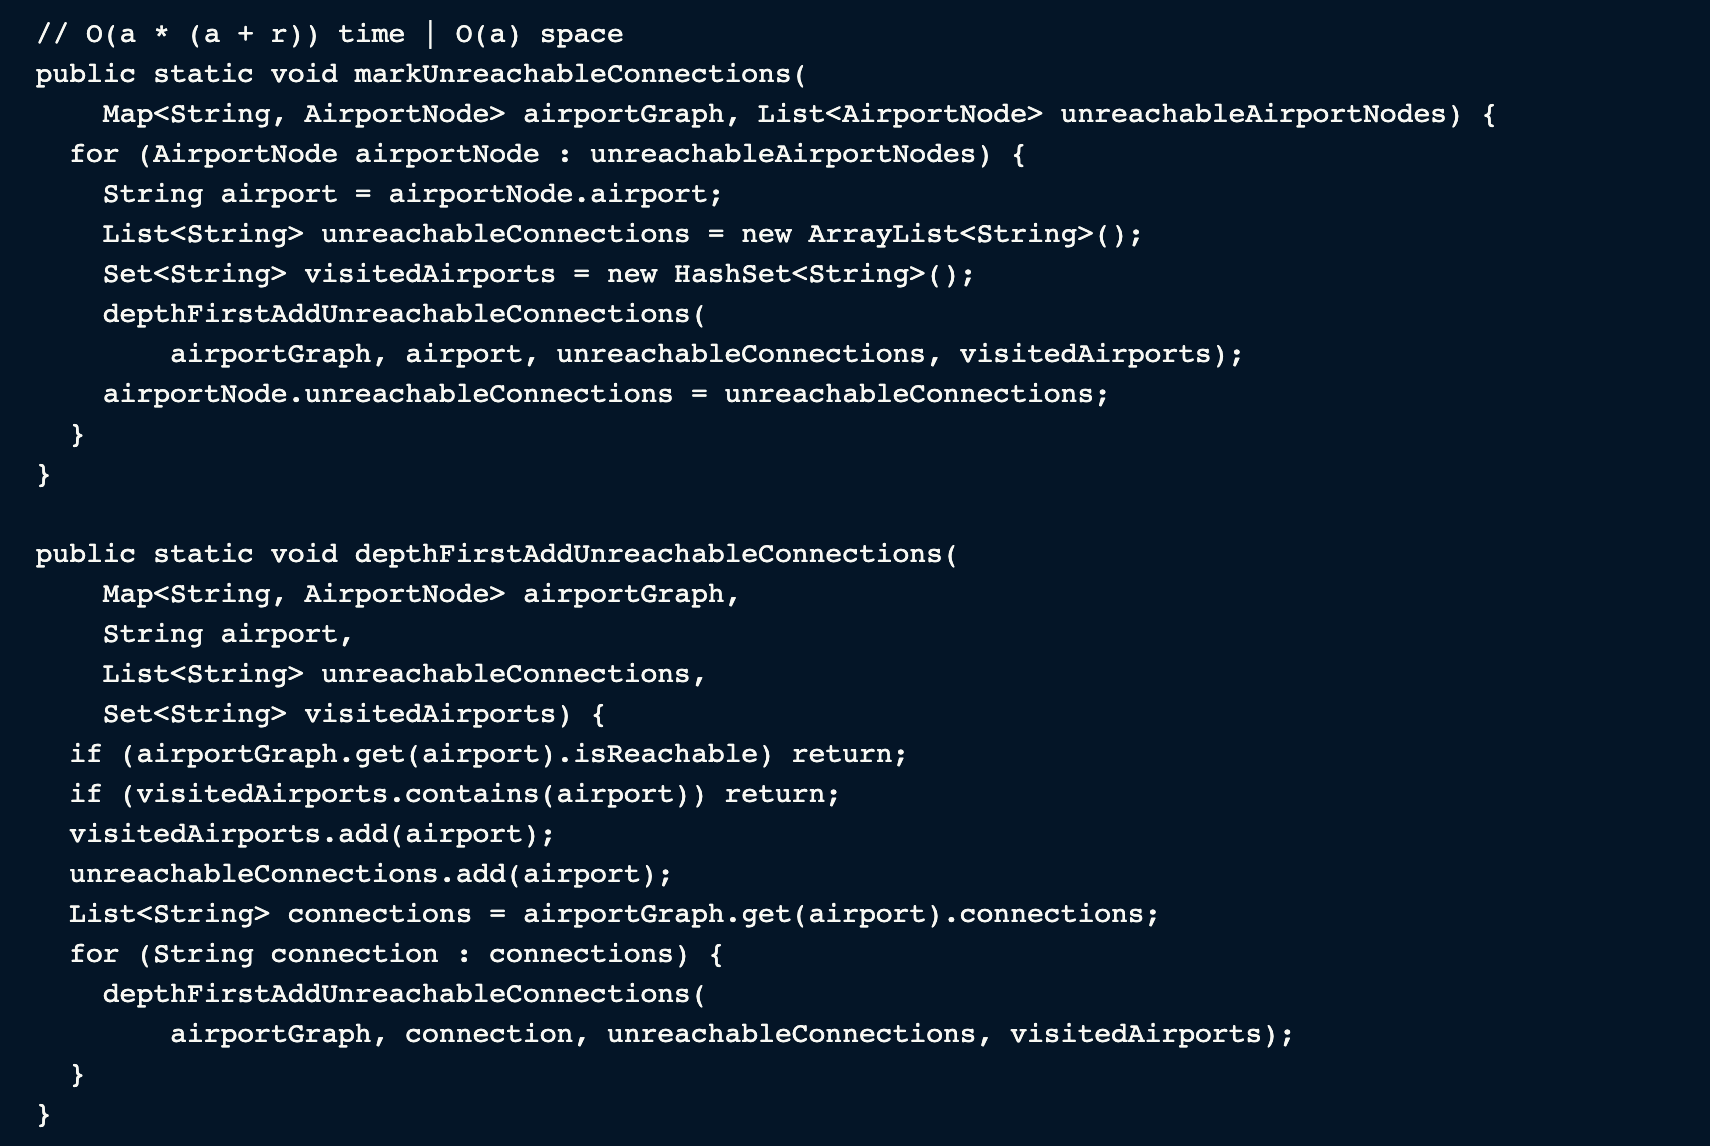 // O(a * (a + r)) time | O(a) space
public static void markUnreachableConnections(
    Map<String, AirportNode> airportGraph, List<AirportNode> unreachableAirportNodes) {
  for (AirportNode airportNode : unreachableAirportNodes) {
    String airport = airportNode.airport;
    List<String> unreachableConnections = new ArrayList<String>();
    Set<String> visitedAirports = new HashSet<String>();
    depthFirstAddUnreachableConnections(
        airportGraph, airport, unreachableConnections, visitedAirports);
    airportNode.unreachableConnections = unreachableConnections;
  }
}

public static void depthFirstAddUnreachableConnections(
    Map<String, AirportNode> airportGraph,
    String airport,
    List<String> unreachableConnections,
    Set<String> visitedAirports) {
  if (airportGraph.get(airport).isReachable) return;
  if (visitedAirports.contains(airport)) return;
  visitedAirports.add(airport);
  unreachableConnections.add(airport);
  List<String> connections = airportGraph.get(airport).connections;
  for (String connection : connections) {
    depthFirstAddUnreachableConnections(
        airportGraph, connection, unreachableConnections, visitedAirports);
  }
}